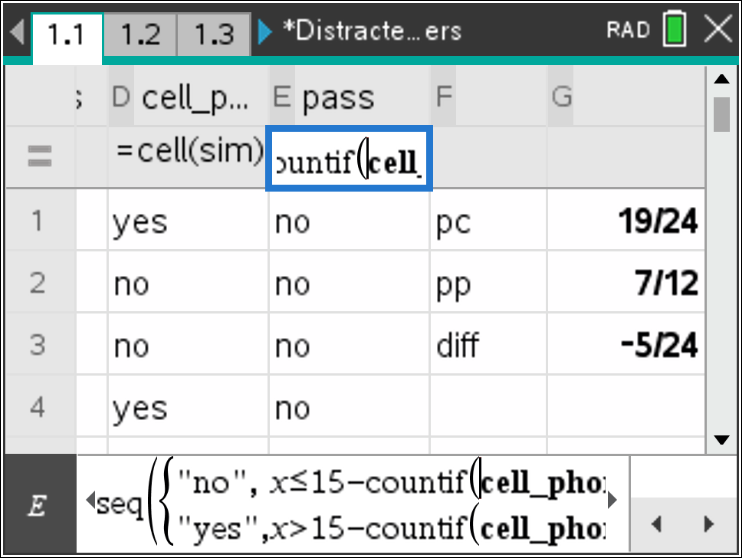 1.1 1.2 1.3 *Distracte…ers RAD
s D cell_p... E pass F G
= =cell(sim) ountif(cell_
1 yes no pc 19/24
2 no no pp 7/12
3 no no diff -5/24
4 yes no
E seq({"no", x≤15−countif(cell_pho
"yes",x>15−countif(cell_pho